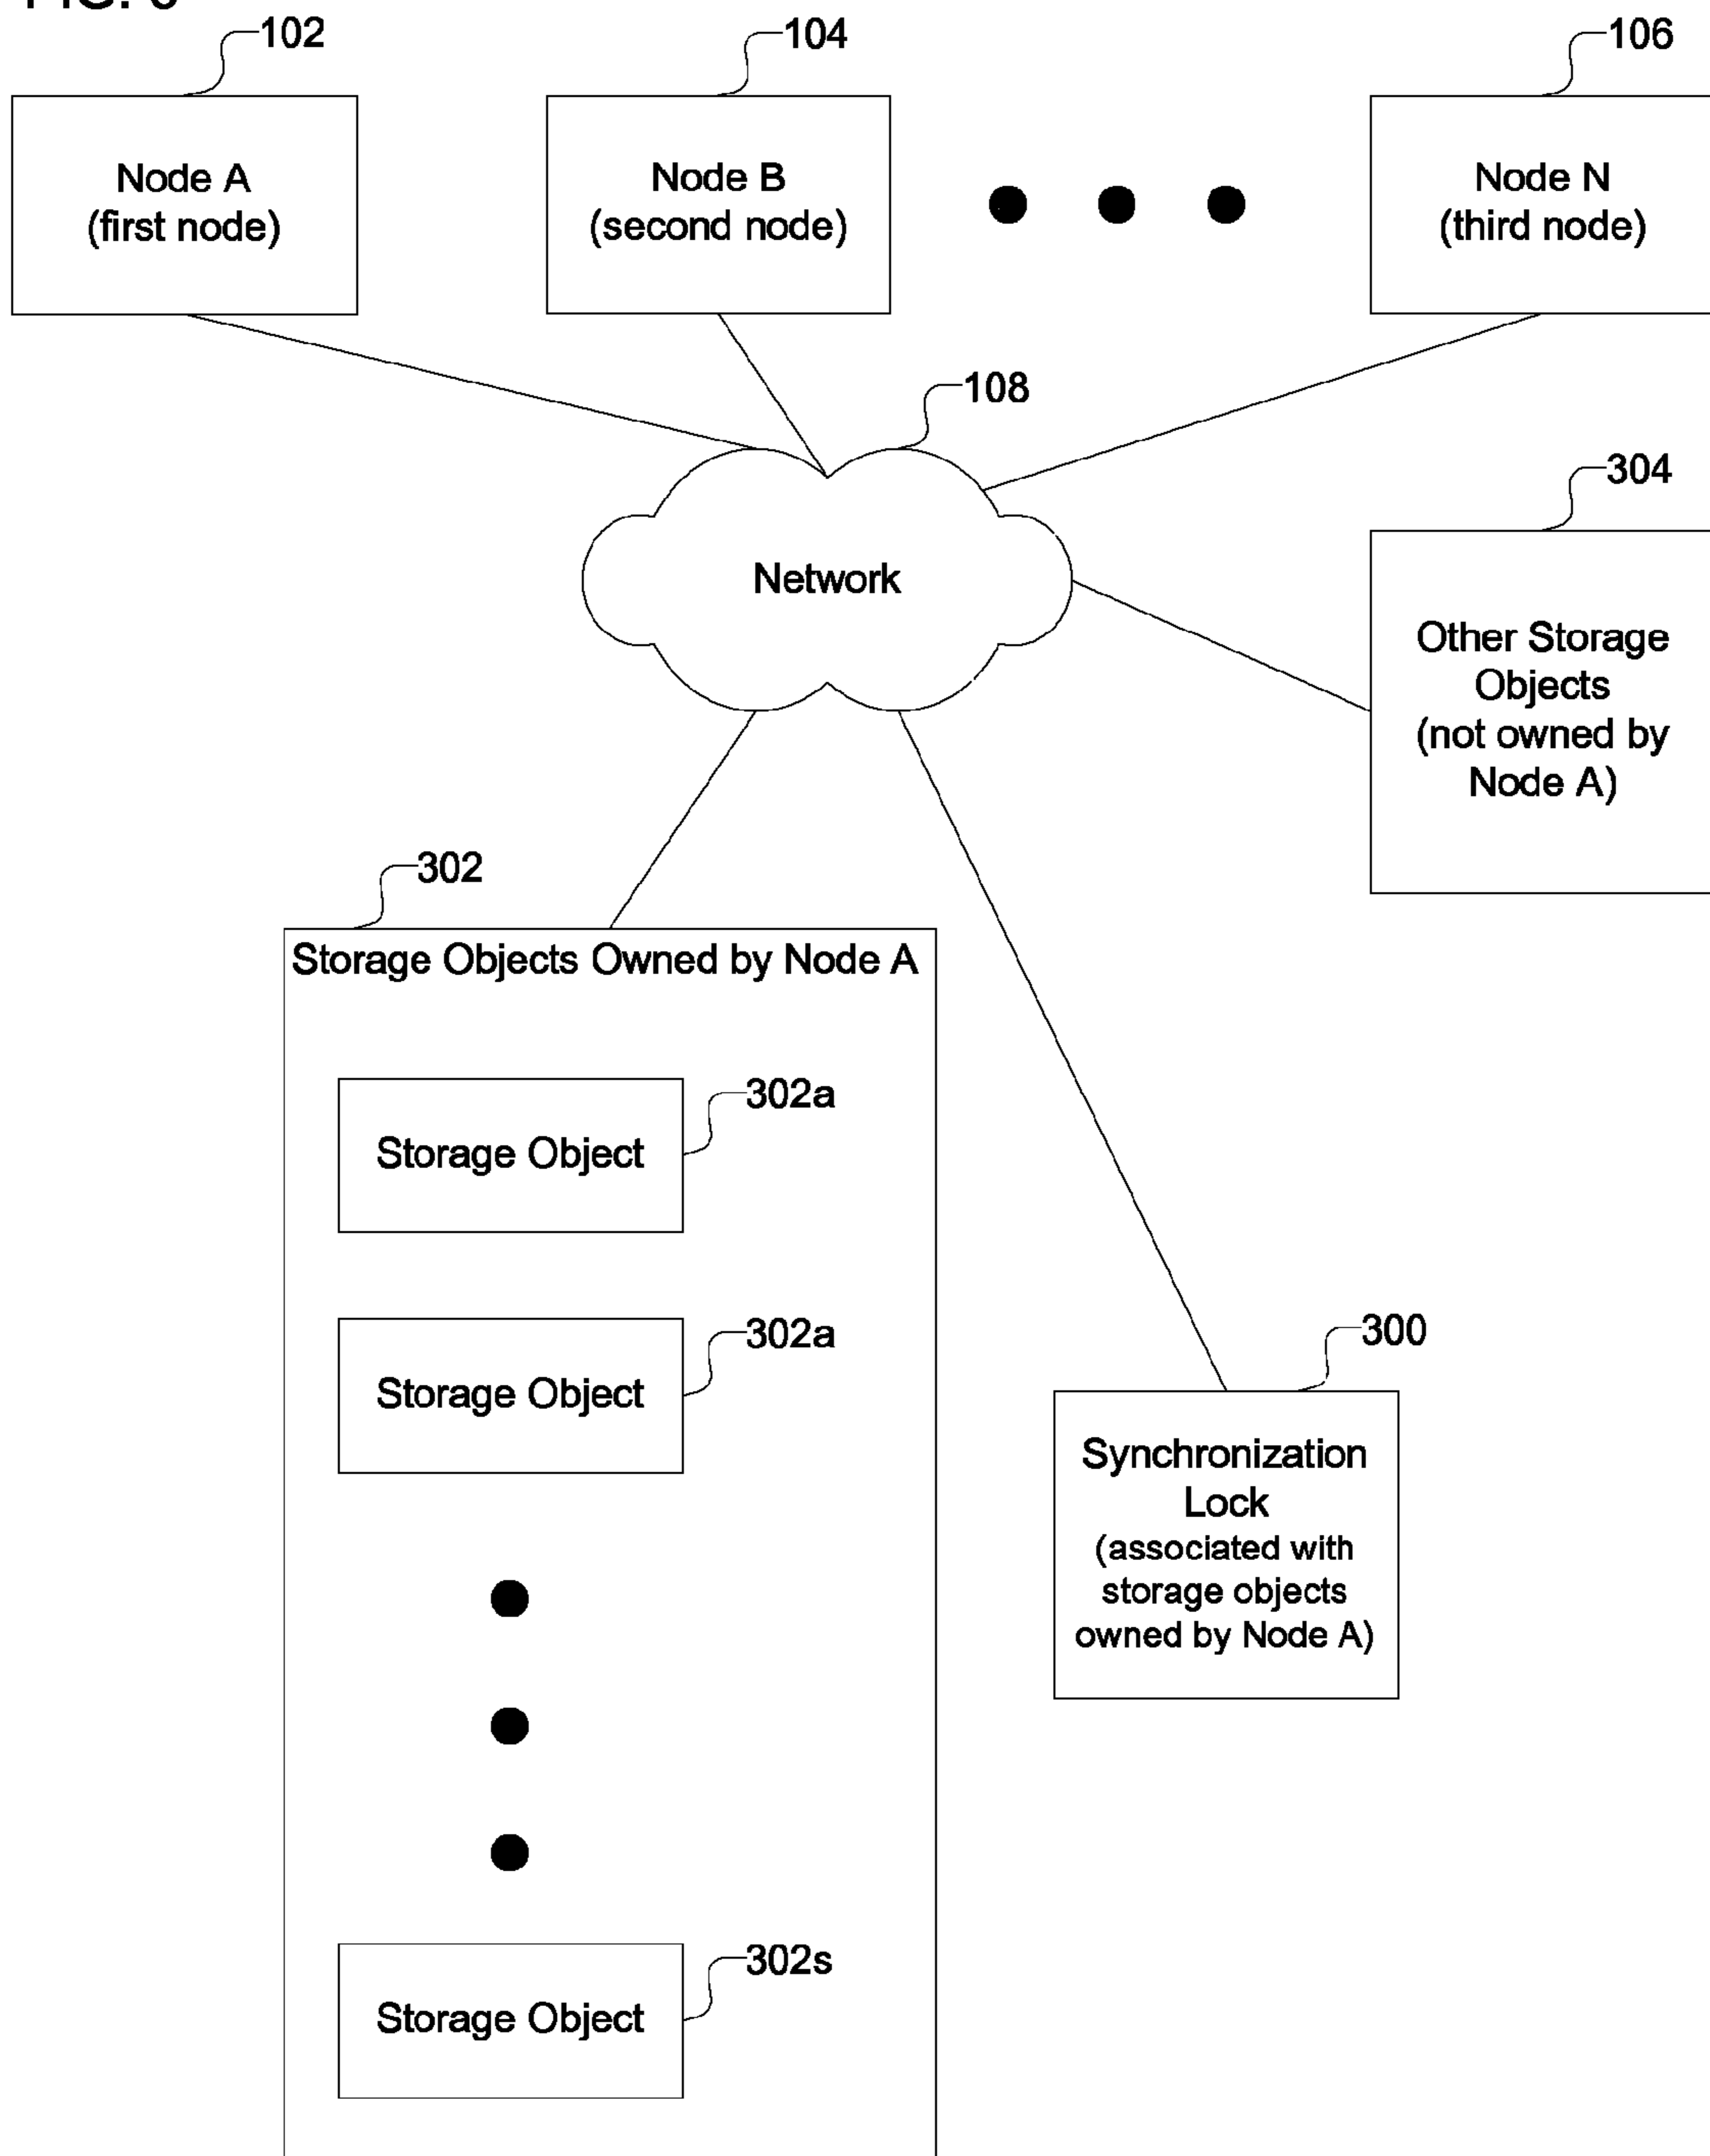 102
104
106
Node A
(first node)
Node B
(second node)
Node N
(third node)
108
Network
304
Other Storage
Objects
(not owned by
Node A)
302
Storage Objects Owned by Node A
302a
Storage Object
302a
Storage Object
300
Synchronization
Lock
(associated with
storage objects
owned by Node A)
302s
Storage Object